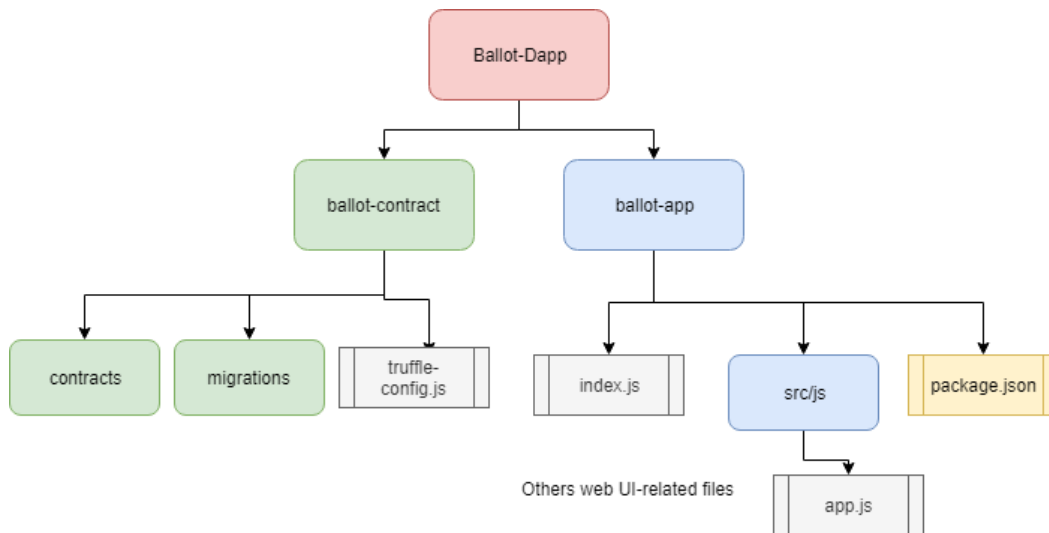 Ballot-Dapp
ballot-contract
ballot-app
contracts
migrations
truffle-
config.js
index.js
src/js
package.json
Others web UI-related files
app.js